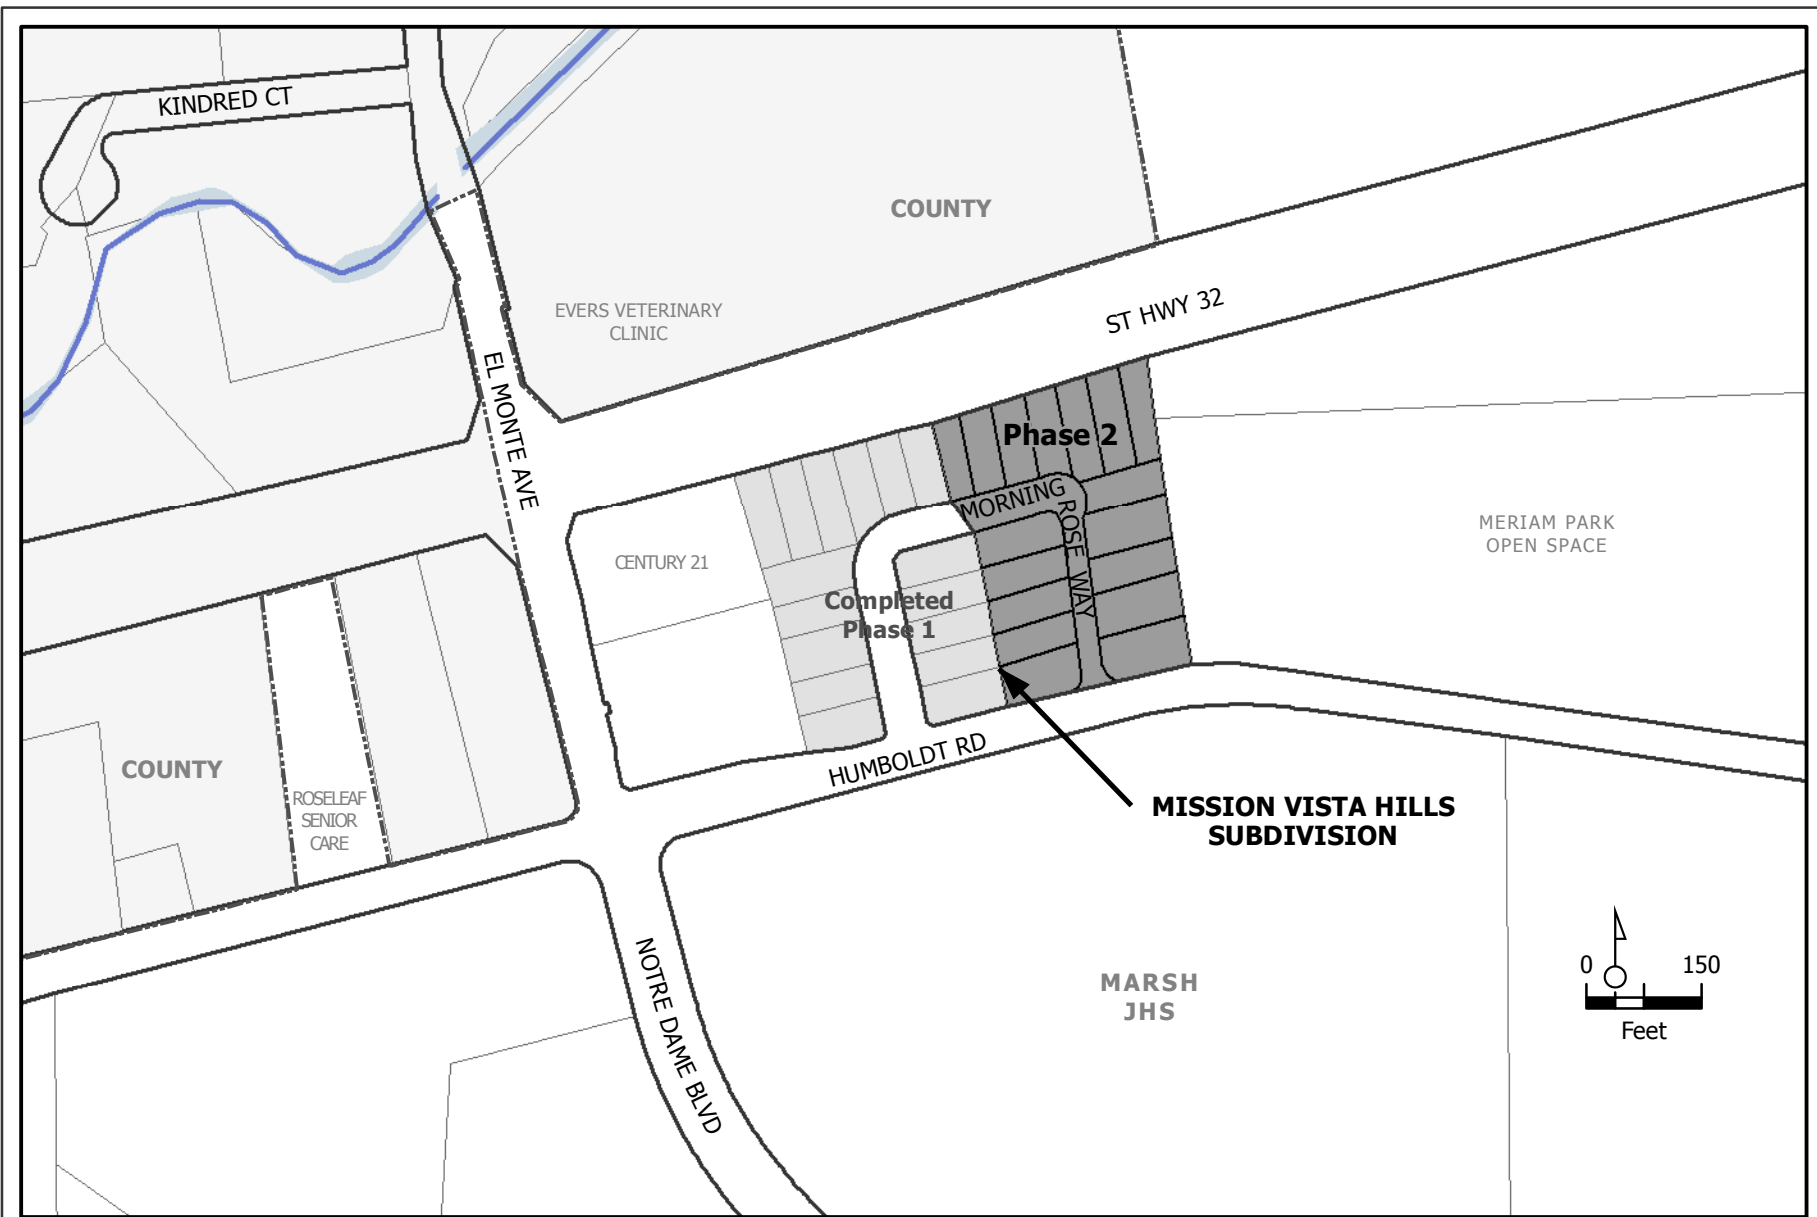 KINDRED CT
COUNTY
EVERS VETERINARY
CLINIC
ST HWY 32
EL MONTE AVE
Phase 2
MORNING
ROSE WAY
MERIAM PARK
OPEN SPACE
CENTURY 21
Completed
Phase 1
HUMBOLDT RD
COUNTY
ROSELEAF
SENIOR
CARE
MISSION VISTA HILLS
SUBDIVISION
NOTRE DAME BLVD
MARSH
JHS
0 150
Feet